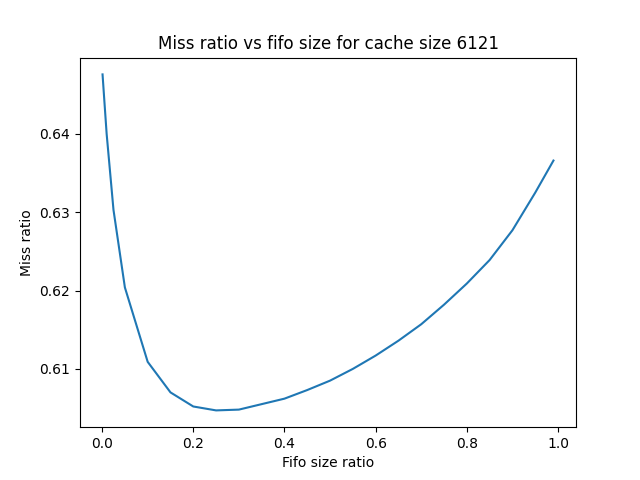 Miss ratio vs fifo size for cache size 6121
Miss ratio
0.64
0.63
0.62
0.61
0.0 0.2 0.4 0.6 0.8 1.0
Fifo size ratio